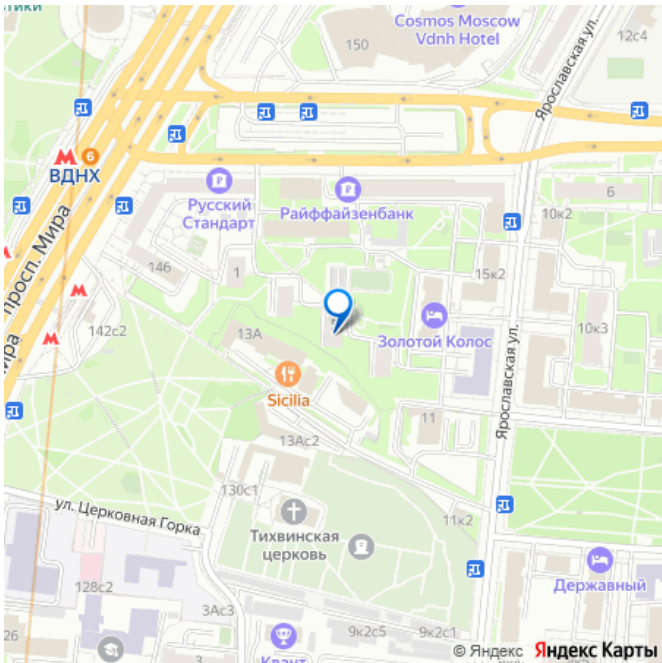 Cosmos Moscow
Vdnh Hotel
150
12с4
Ярославская ул.
М
6
ВДНХ
просп. Мира
Русский
Стандарт
Райффайзенбанк
6
10к2
146
1
15к2
142с2
13А
Золотой Колос
10к3
Ярославская ул.
Sicilia
11
13Ас2
130с1
ул. Церковная Горка
Тихвинская
церковь
11к2
Державный
128с2
3Ас3
26
3
Квант
9к2с5
9к2с1
© Яндекс
Яндекс Карты